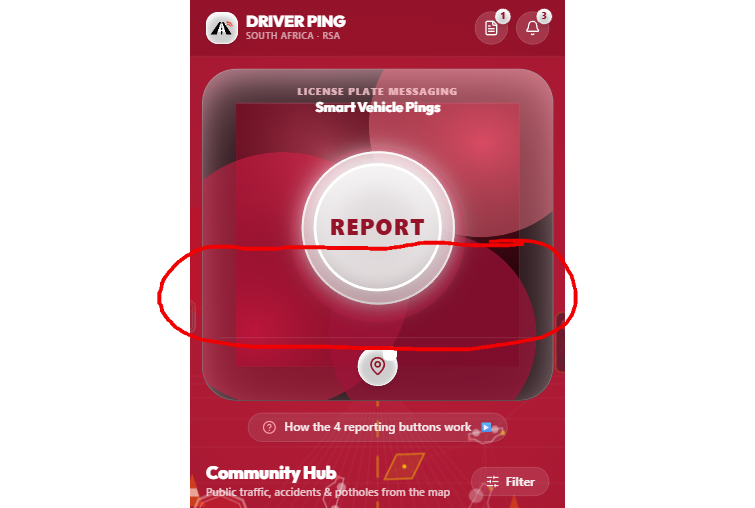 DRIVER PING
SOUTH AFRICA · RSA
1
3
LICENSE PLATE MESSAGING
Smart Vehicle Pings
REPORT
How the 4 reporting buttons work
Community Hub
Public traffic, accidents & potholes from the map
Filter